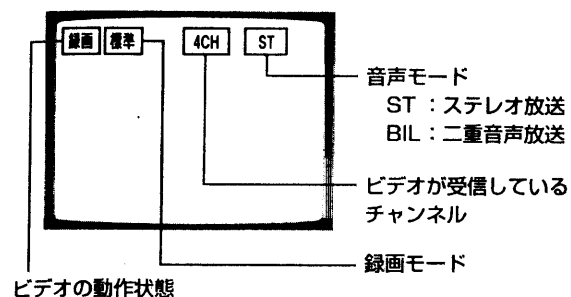 録画 標準 4CH ST
音声モード
ST :ステレオ放送
BIL:二重音声放送
ビデオが受信している
チャンネル
録画モード
ビデオの動作状態